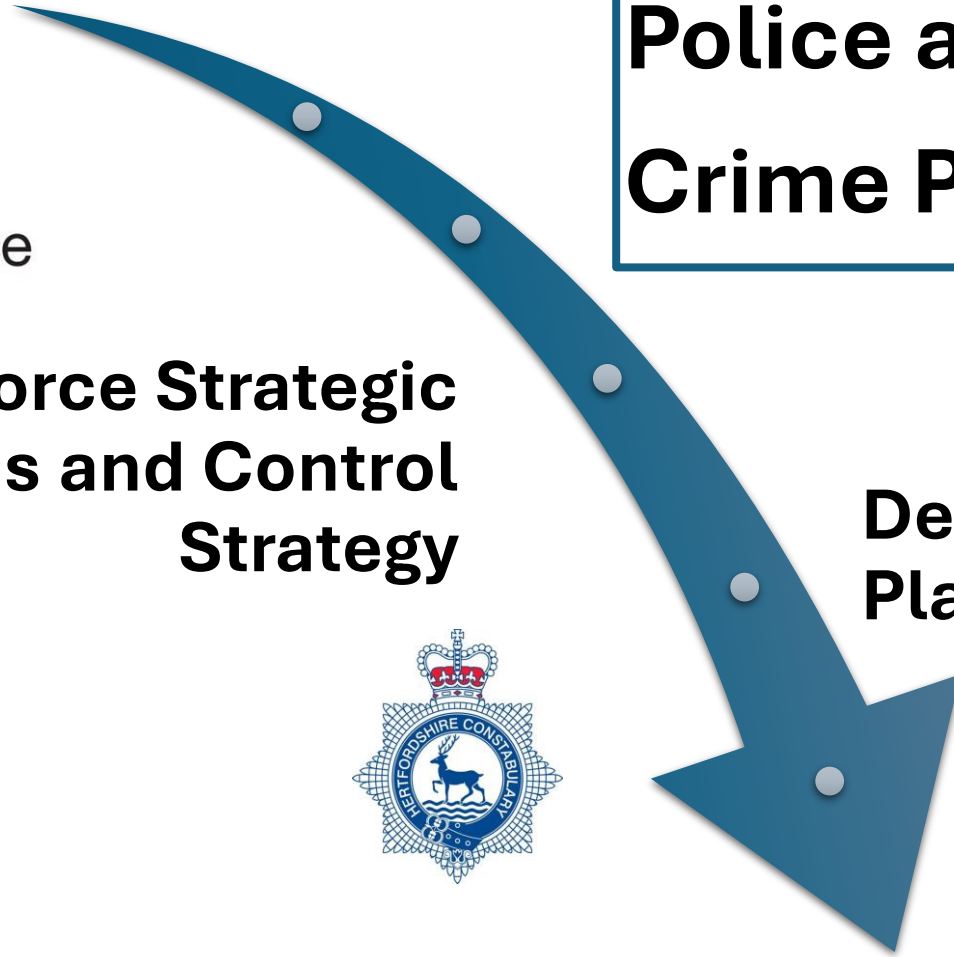 Police a
Crime P
e
orce Strategic
s and Control
Strategy
De
Pla
HERTFORDSHIRE CONSTABULARY